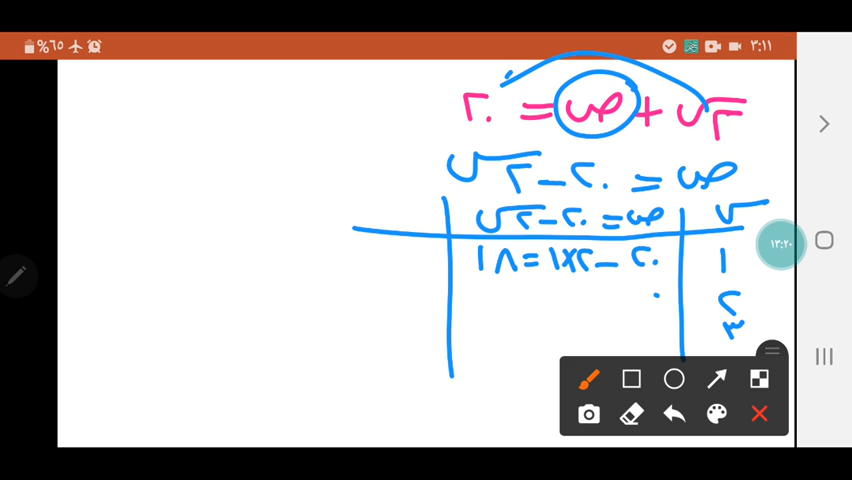 ٣:١١ ٪٦٥
٢س + ص = ٢٠
ص = ٢٠ – ٢س
س | ص = ٢٠ – ٢س
١ | ٢٠ – ٢×١ = ١٨
٢
٣
١٣:٢٠